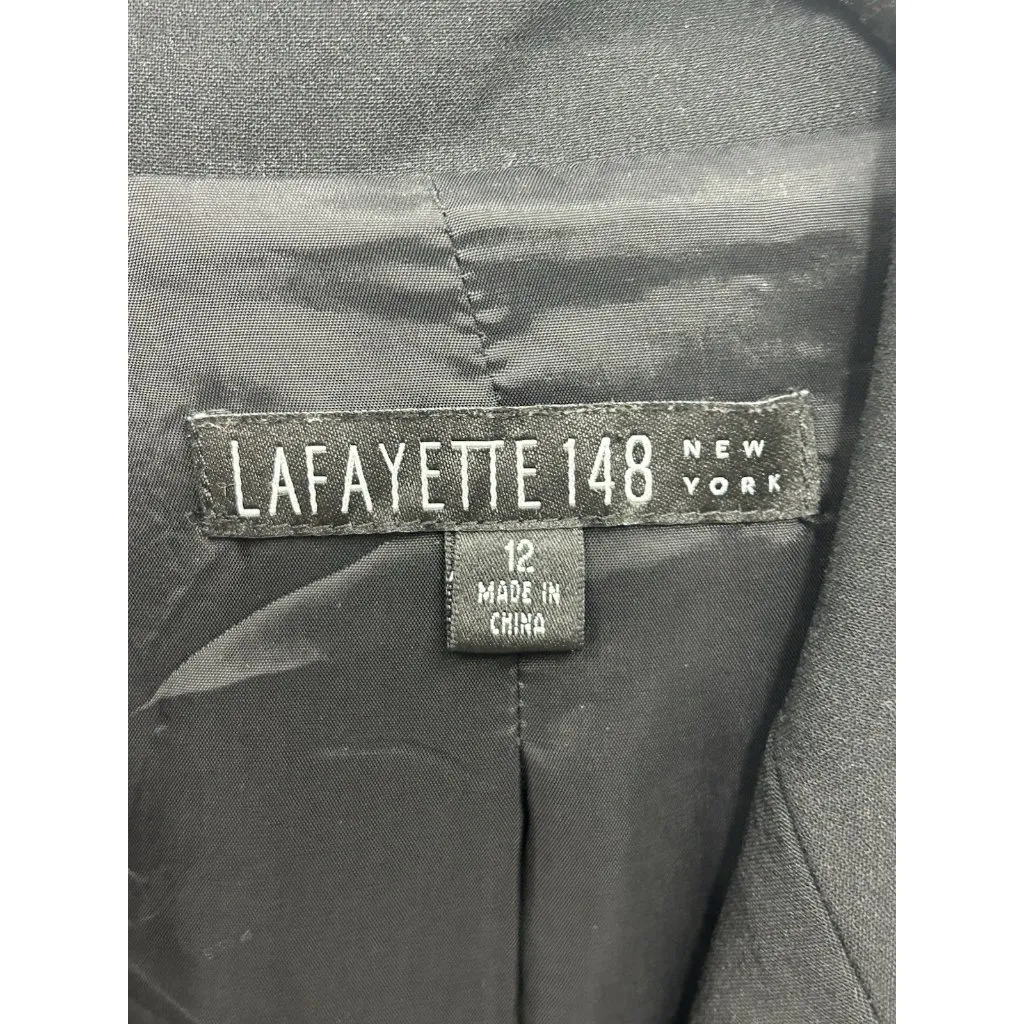 LAFAYETTE 148 NEW YORK
12
MADE IN
CHINA